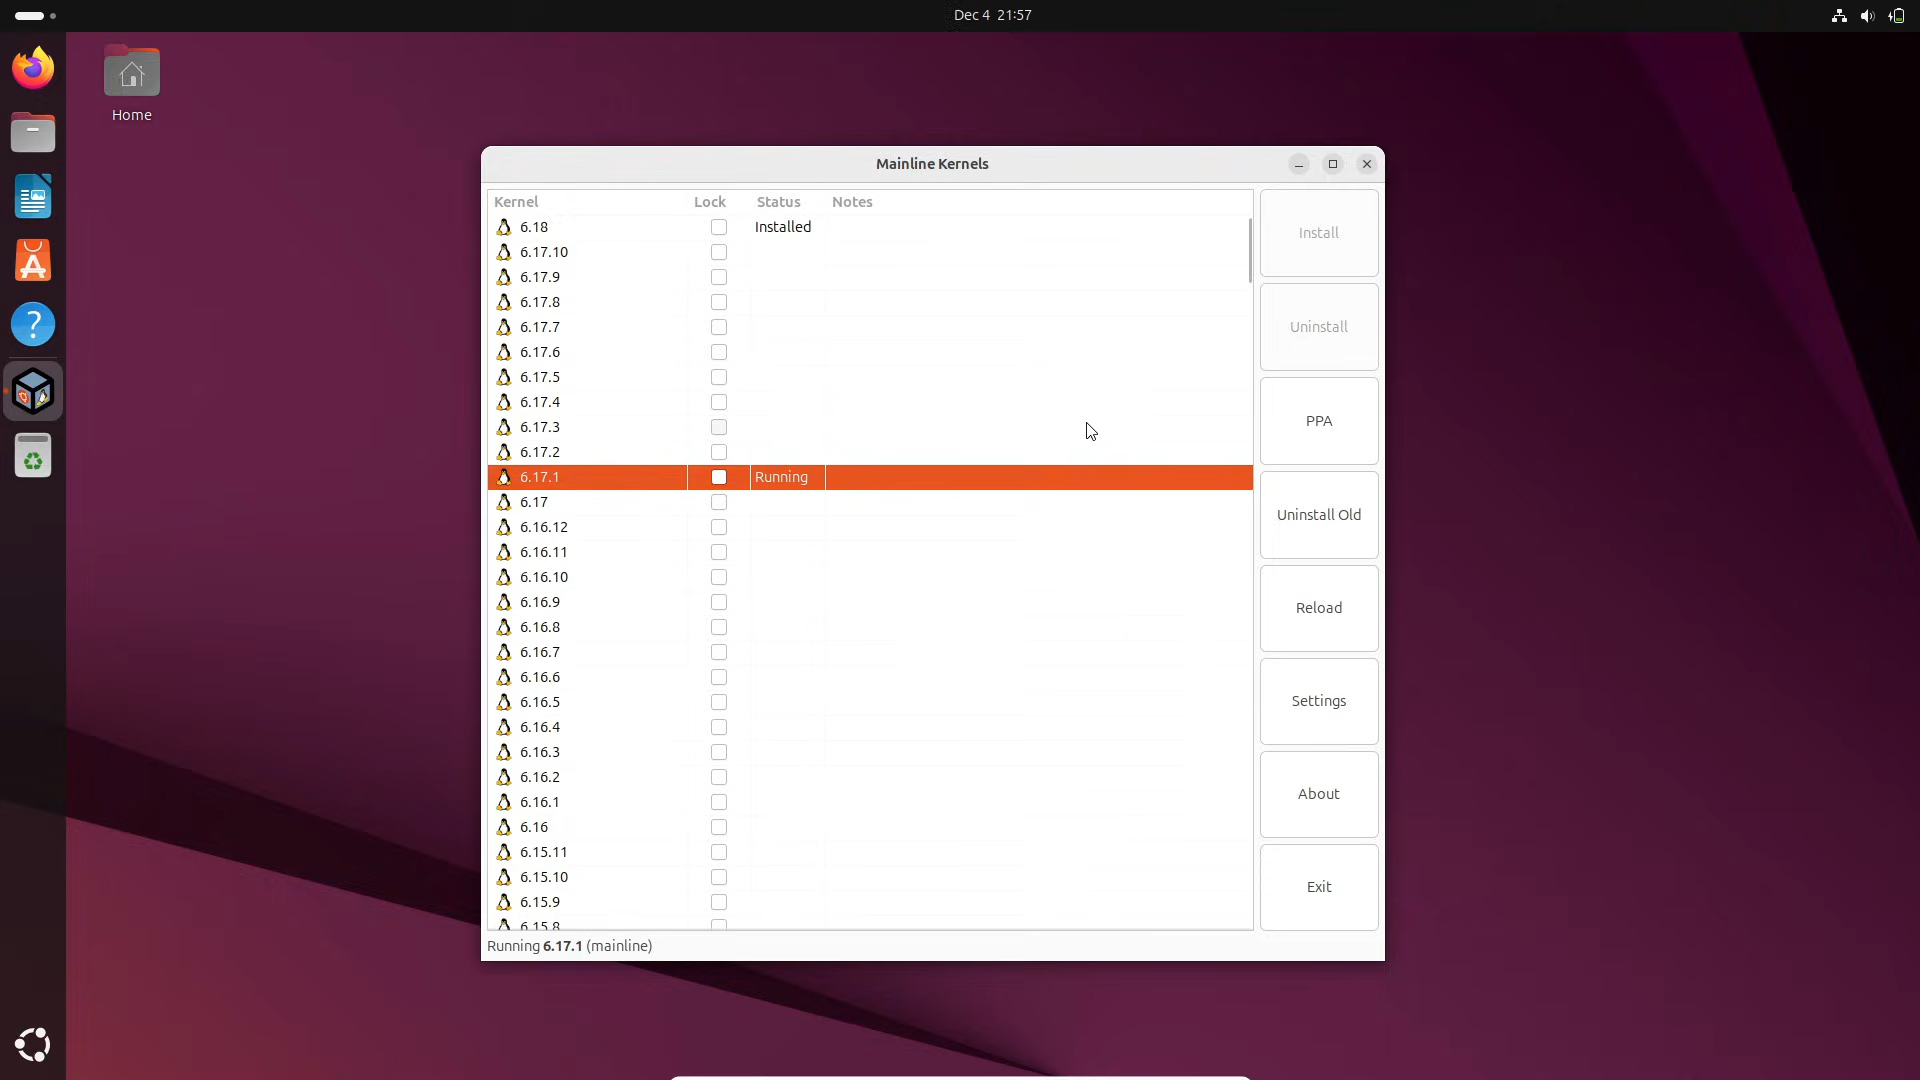 Dec 4 21:57
Home
Mainline Kernels
Kernel Lock Status Notes
6.18 Installed
6.17.10
6.17.9
6.17.8
6.17.7
6.17.6
6.17.5
6.17.4
6.17.3
6.17.2
6.17.1 Running
6.17
6.16.12
6.16.11
6.16.10
6.16.9
6.16.8
6.16.7
6.16.6
6.16.5
6.16.4
6.16.3
6.16.2
6.16.1
6.16
6.15.11
6.15.10
6.15.9
6.15.8
Install
Uninstall
PPA
Uninstall Old
Reload
Settings
About
Exit
Running 6.17.1 (mainline)